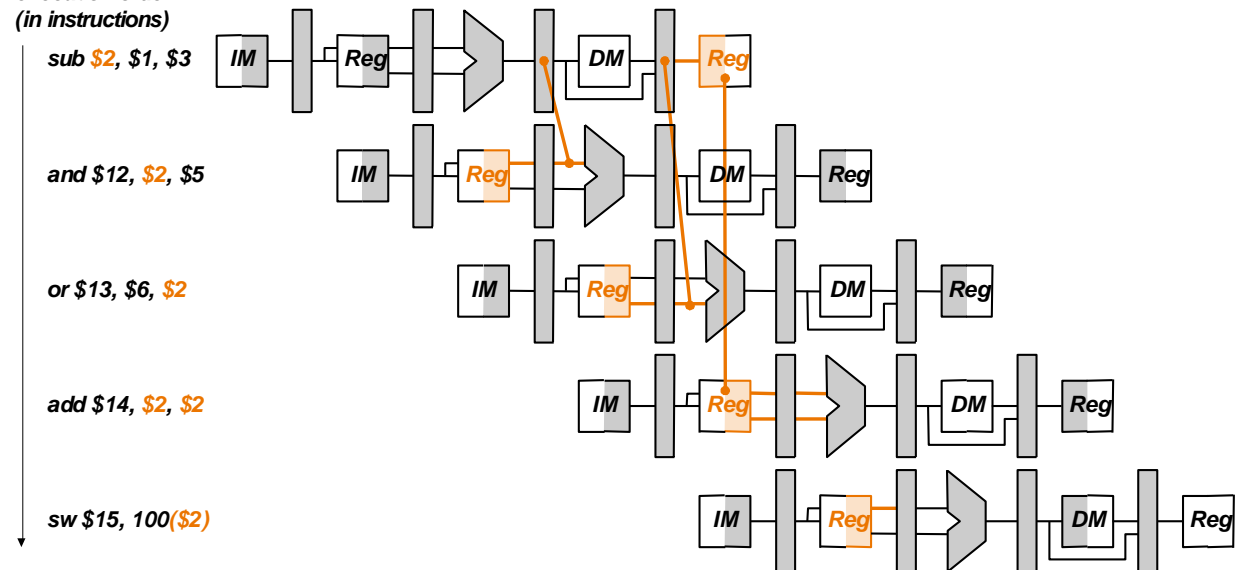 (in instructions)
sub $2, $1, $3
IM Reg DM Reg
and $12, $2, $5
IM Reg DM Reg
or $13, $6, $2
IM Reg DM Reg
add $14, $2, $2
IM Reg DM Reg
sw $15, 100($2)
IM Reg DM Reg